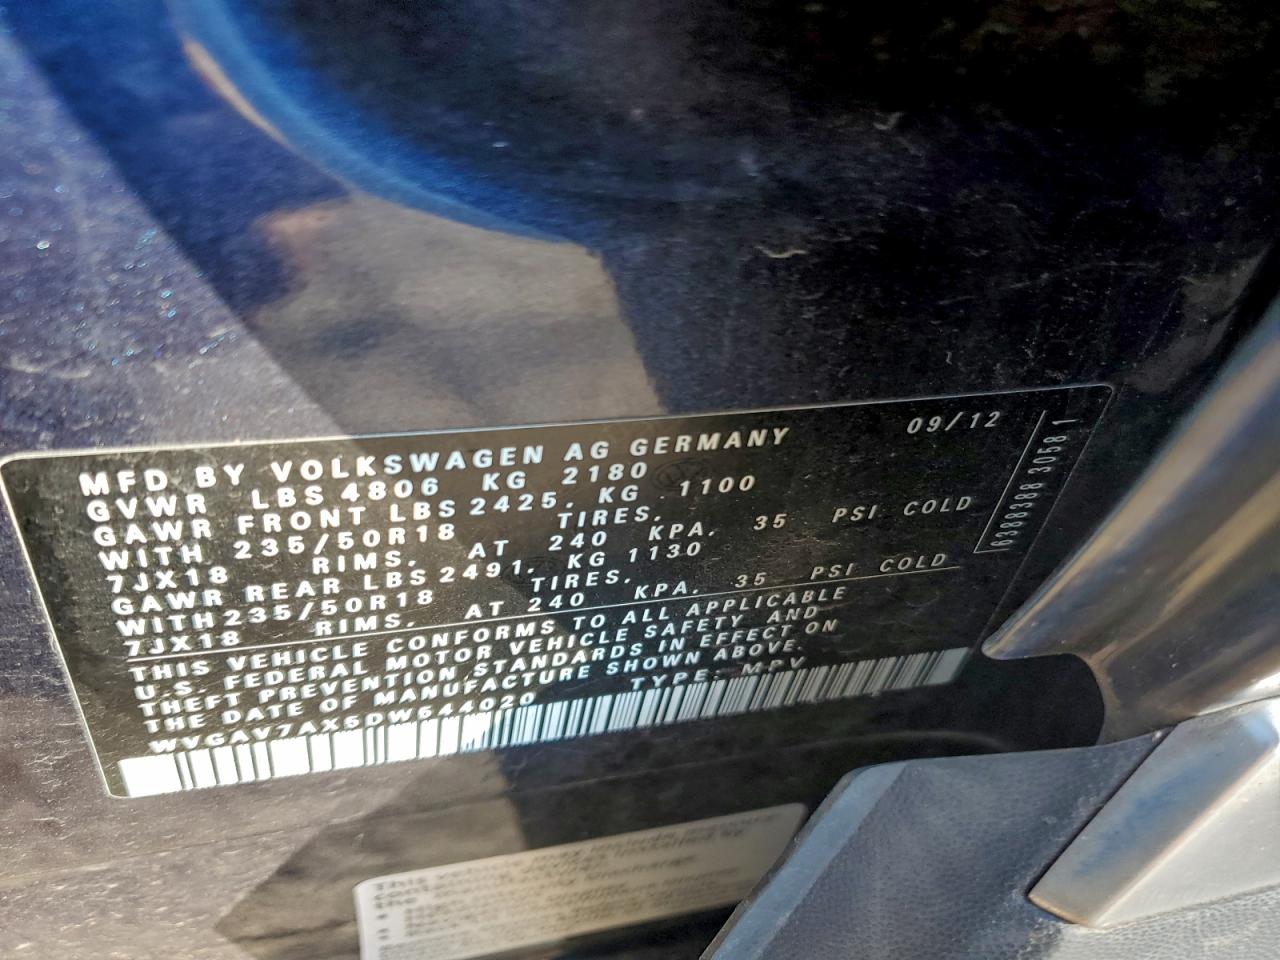 MFD BY VOLKSWAGEN AG GERMANY 09/12
GVWR LBS 4806 KG 2180
GAWR FRONT LBS 2425, KG 1100
WITH 235/50R18 TIRES,
7JX18 RIMS, AT 240 KPA, 35 PSI COLD
GAWR REAR LBS 2491, KG 1130
WITH 235/50R18 TIRES,
7JX18 RIMS, AT 240 KPA, 35 PSI COLD
THIS VEHICLE CONFORMS TO ALL APPLICABLE
U.S. FEDERAL MOTOR VEHICLE SAFETY AND
THEFT PREVENTION STANDARDS IN EFFECT ON
THE DATE OF MANUFACTURE SHOWN ABOVE.
WVGAV7AX5DW544020 TYPE: MPV
6388388 3058 1
This vehicle may